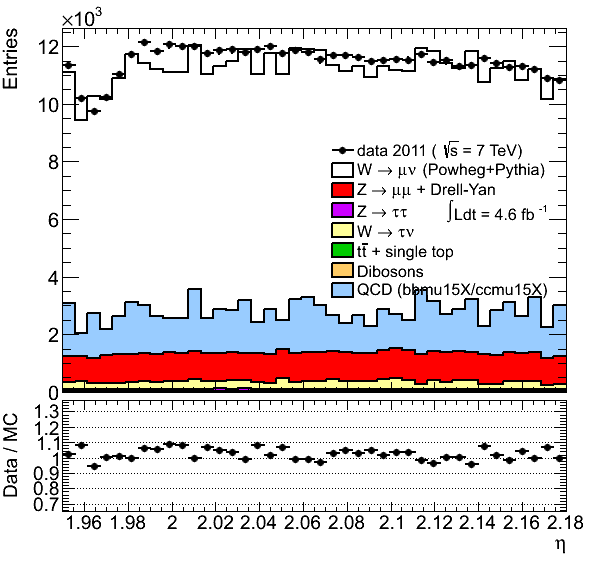 ×10³
Entries
12
10
8
6
4
2
0
data 2011 ( √s = 7 TeV)
W → μν (Powheg+Pythia)
Z → μμ + Drell-Yan
Z → ττ
∫Ldt = 4.6 fb⁻¹
W → τν
tt̅ + single top
Dibosons
QCD (bbmu15X/ccmu15X)
Data / MC
1.3
1.2
1.1
1
0.9
0.8
0.7
1.96 1.98 2 2.02 2.04 2.06 2.08 2.1 2.12 2.14 2.16 2.18
η